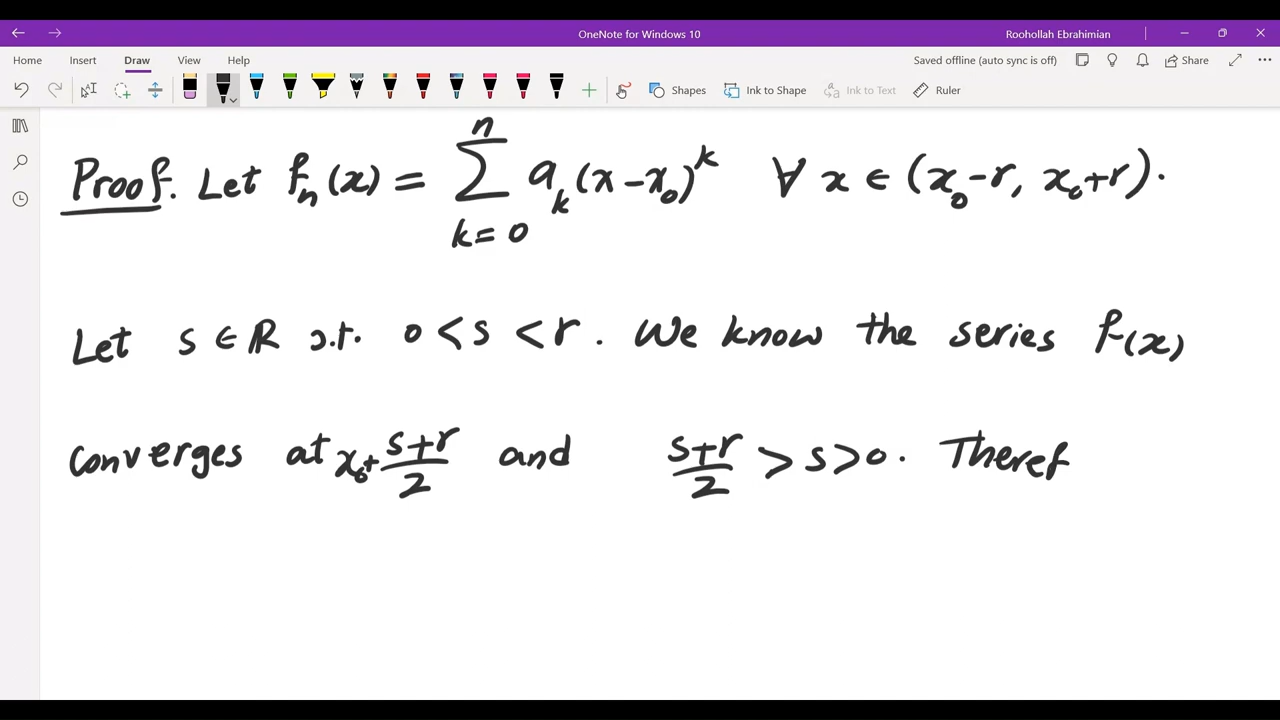 OneNote for Windows 10
Roohollah Ebrahimian
Home Insert Draw View Help
Saved offline (auto sync is off) Share
Shapes Ink to Shape Ink to Text Ruler
Proof. Let fₙ(x) = ∑_{k=0}^{n} aₖ(x-x₀)ᵏ ∀ x ∈ (x₀-r, x₀+r).
Let s ∈ ℝ s.t. 0 < s < r. We know the series f(x)
converges at x₀+(s+r)/2 and (s+r)/2 > s > 0. Theref